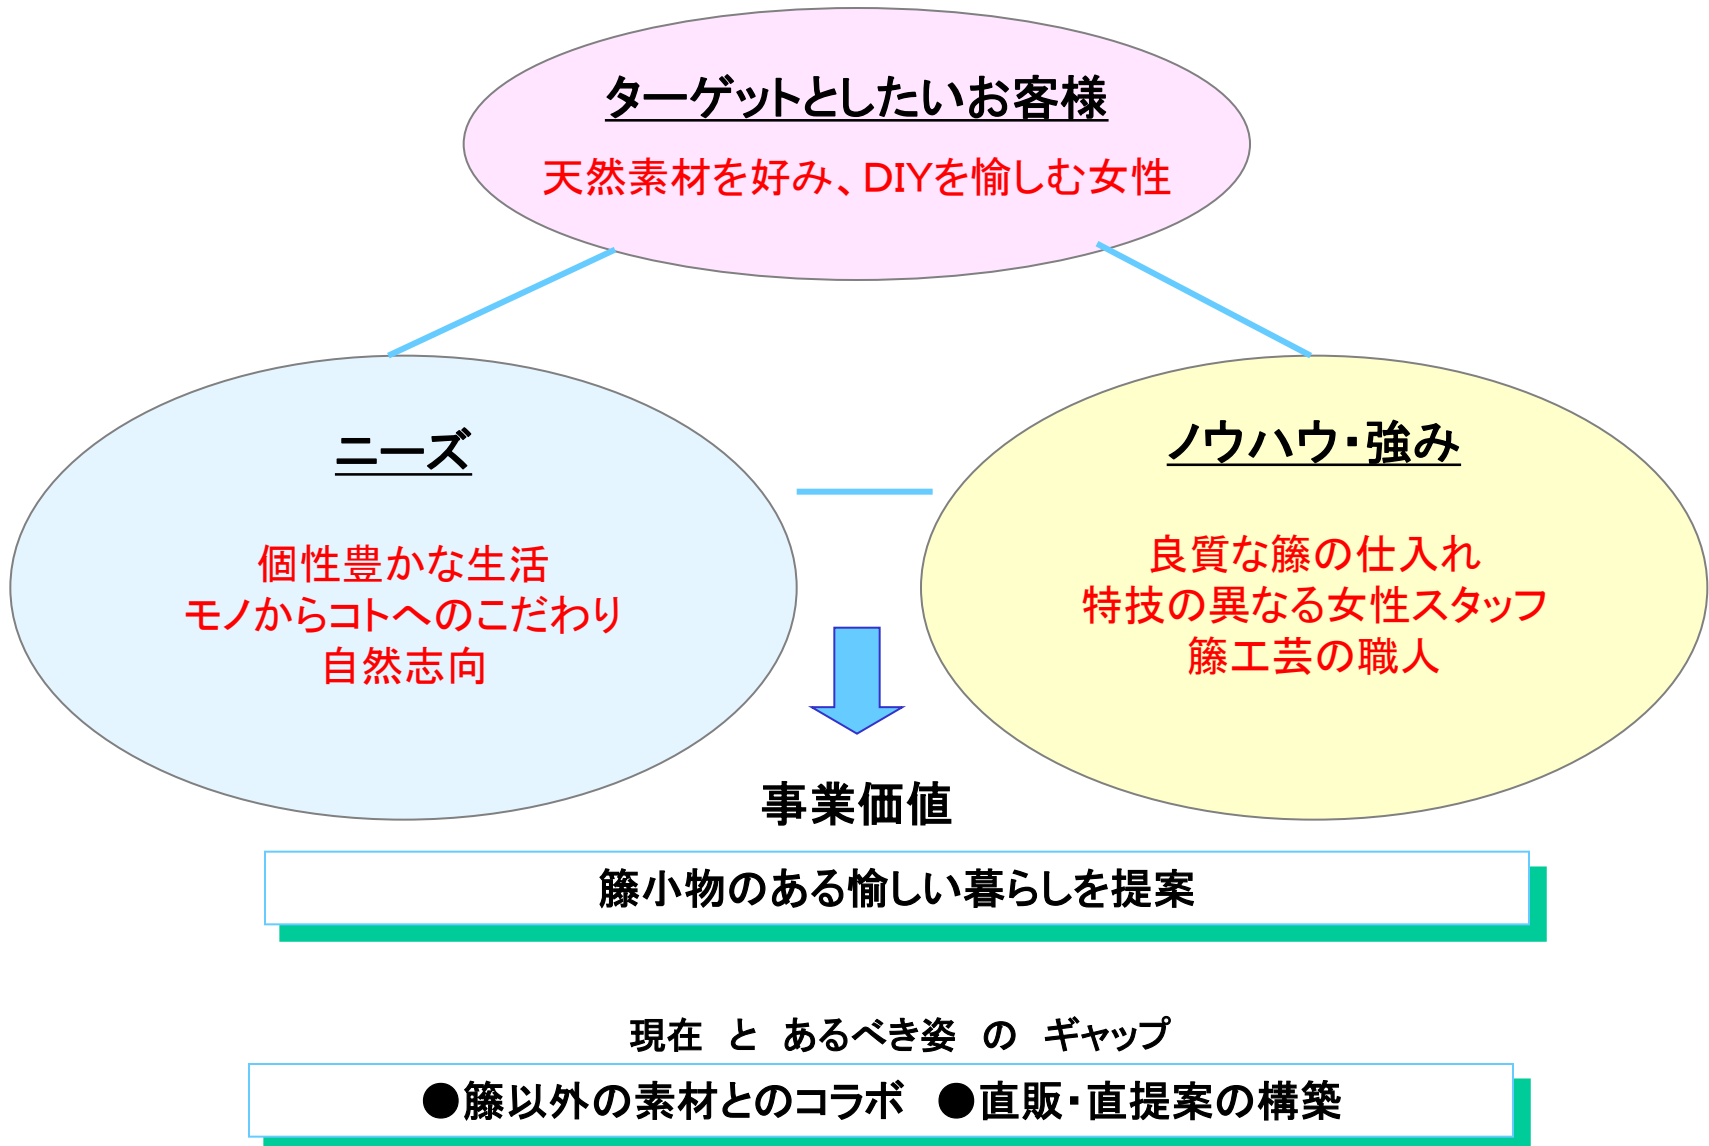 ターゲットとしたいお客様
天然素材を好み、DIYを愉しむ女性
ニーズ
個性豊かな生活
モノからコトへのこだわり
自然志向
ノウハウ・強み
良質な籐の仕入れ
特技の異なる女性スタッフ
籐工芸の職人
事業価値
籐小物のある愉しい暮らしを提案
現在　と　あるべき姿　の　ギャップ
●籐以外の素材とのコラボ　●直販・直提案の構築